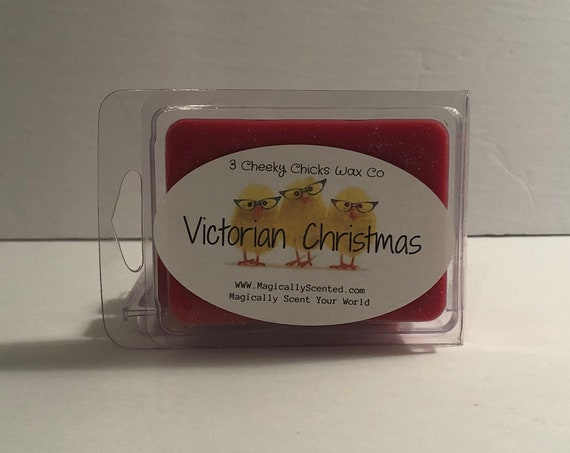 3 Cheeky Chicks Wax Co
Victorian Christmas
www.MagicallyScented.com
Magically Scent Your World